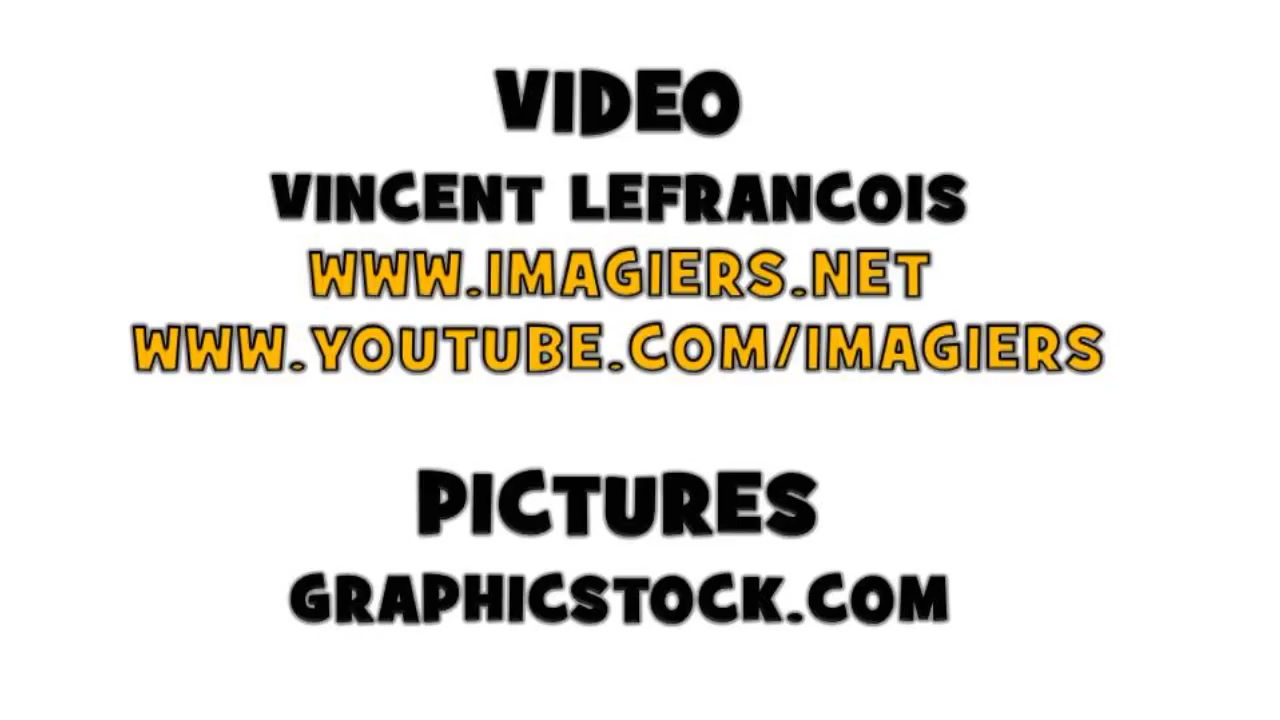 VIDEO
VINCENT LEFRANCOIS
WWW.IMAGIERS.NET
WWW.YOUTUBE.COM/IMAGIERS
PICTURES
GRAPHICSTOCK.COM